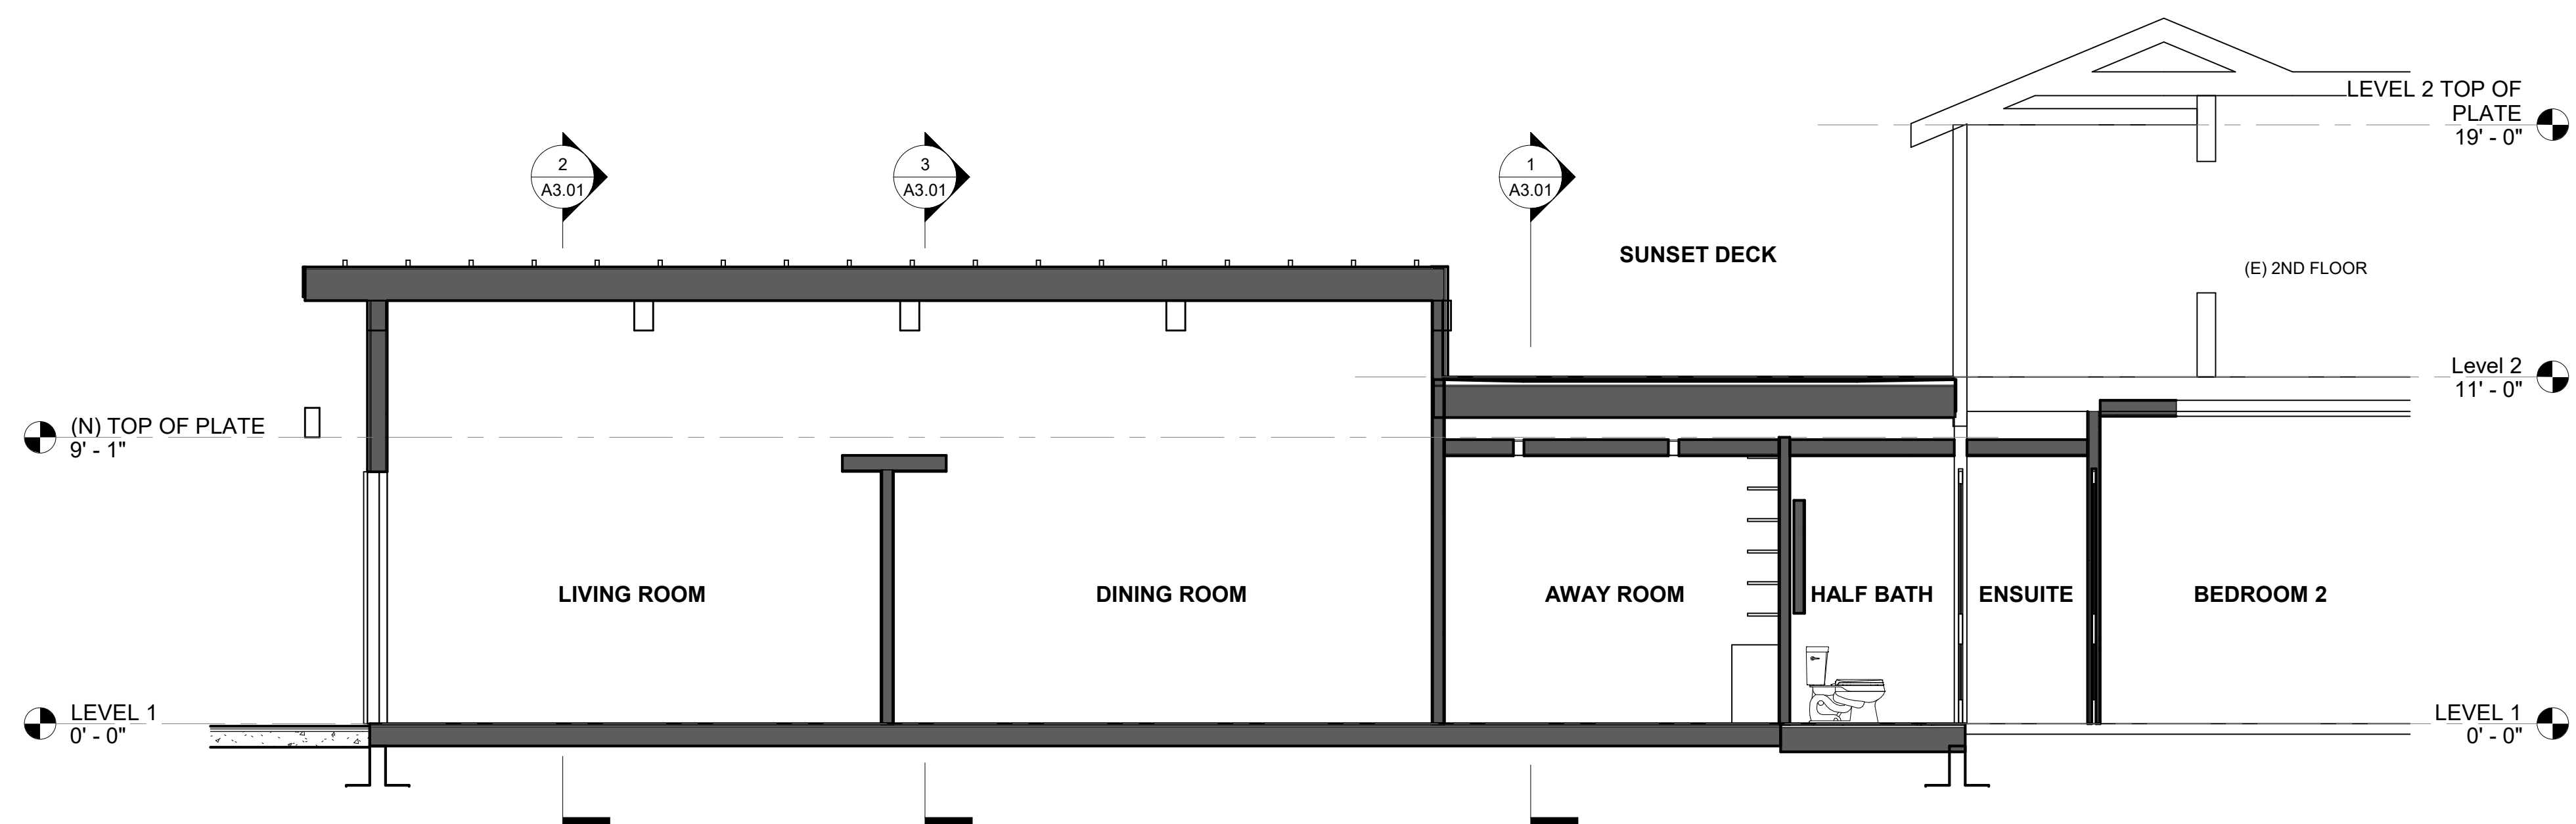 LEVEL 2 TOP OF
PLATE
19' - 0"
2
A3.01
3
A3.01
1
A3.01
SUNSET DECK
(E) 2ND FLOOR
Level 2
11' - 0"
(N) TOP OF PLATE
9' - 1"
LIVING ROOM
DINING ROOM
AWAY ROOM
HALF BATH
ENSUITE
BEDROOM 2
LEVEL 1
0' - 0"
LEVEL 1
0' - 0"